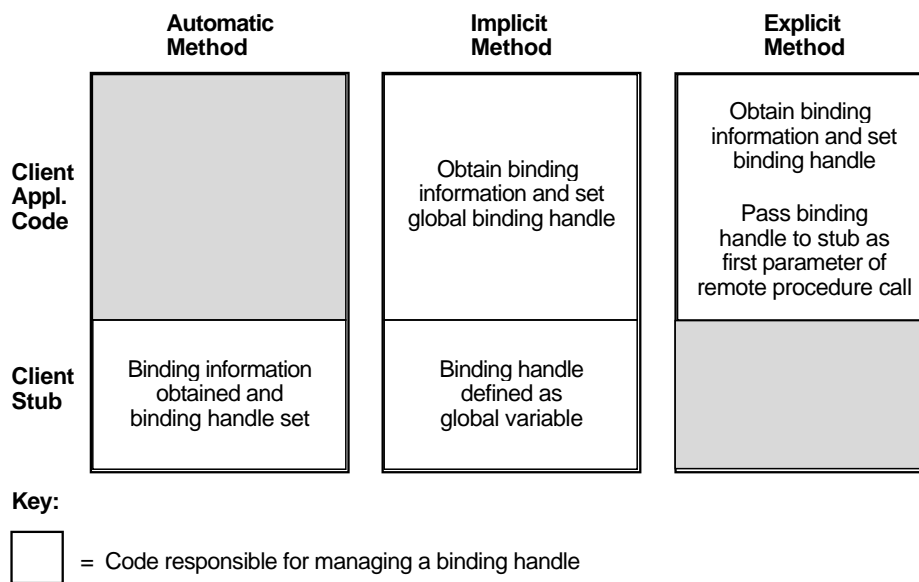 Automatic
Method
Implicit
Method
Explicit
Method
Client
Appl.
Code
Obtain binding
information and set
global binding handle
Obtain binding
information and set
binding handle
Pass binding
handle to stub as
first parameter of
remote procedure call
Client
Stub
Binding information
obtained and
binding handle set
Binding handle
defined as
global variable
Key:
= Code responsible for managing a binding handle